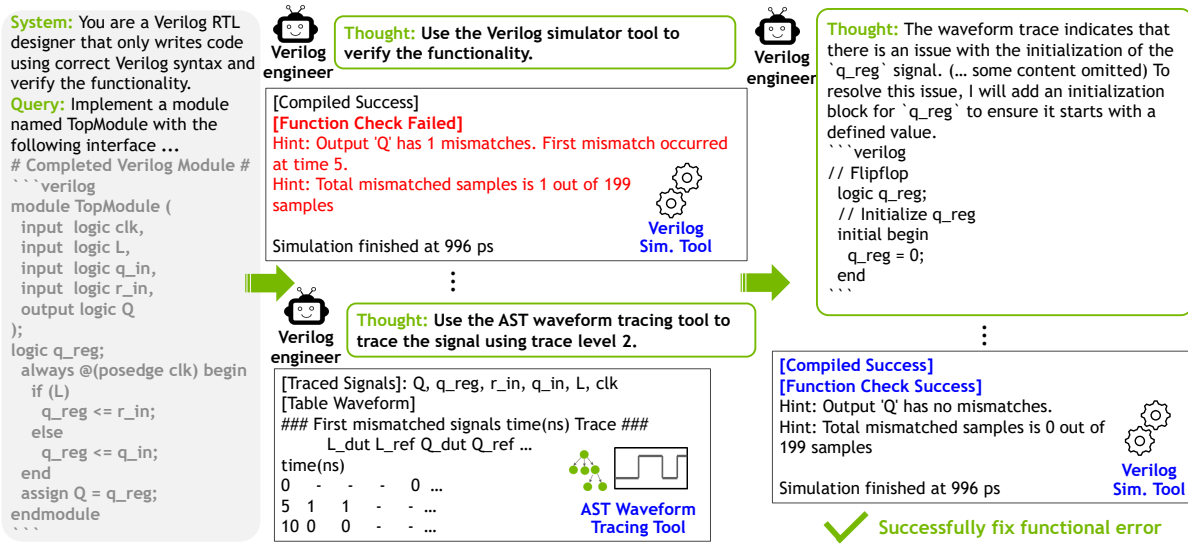 System: You are a Verilog RTL
designer that only writes code
using correct Verilog syntax and
verify the functionality.
Query: Implement a module
named TopModule with the
following interface ...
# Completed Verilog Module #
```verilog
module TopModule (
input logic clk,
input logic L,
input logic q_in,
input logic r_in,
output logic Q
);
logic q_reg;
always @(posedge clk) begin
if (L)
q_reg <= r_in;
else
q_reg <= q_in;
end
assign Q = q_reg;
endmodule
```
Verilog
engineer
Thought: Use the Verilog simulator tool to
verify the functionality.
[Compiled Success]
[Function Check Failed]
Hint: Output 'Q' has 1 mismatches. First mismatch occurred
at time 5.
Hint: Total mismatched samples is 1 out of 199
samples
Simulation finished at 996 ps
Verilog
Sim. Tool
⋮
Verilog
engineer
Thought: Use the AST waveform tracing tool to
trace the signal using trace level 2.
[Traced Signals]: Q, q_reg, r_in, q_in, L, clk
[Table Waveform]
### First mismatched signals time(ns) Trace ###
L_dut L_ref Q_dut Q_ref ...
time(ns)
0 - - - 0 ...
5 1 1 - - ...
10 0 0 - - ...
AST Waveform
Tracing Tool
Verilog
engineer
Thought: The waveform trace indicates that
there is an issue with the initialization of the
`q_reg` signal. (... some content omitted) To
resolve this issue, I will add an initialization
block for `q_reg` to ensure it starts with a
defined value.
```verilog
// Flipflop
logic q_reg;
// Initialize q_reg
initial begin
q_reg = 0;
end
```
⋮
[Compiled Success]
[Function Check Success]
Hint: Output 'Q' has no mismatches.
Hint: Total mismatched samples is 0 out of
199 samples
Simulation finished at 996 ps
Verilog
Sim. Tool
Successfully fix functional error